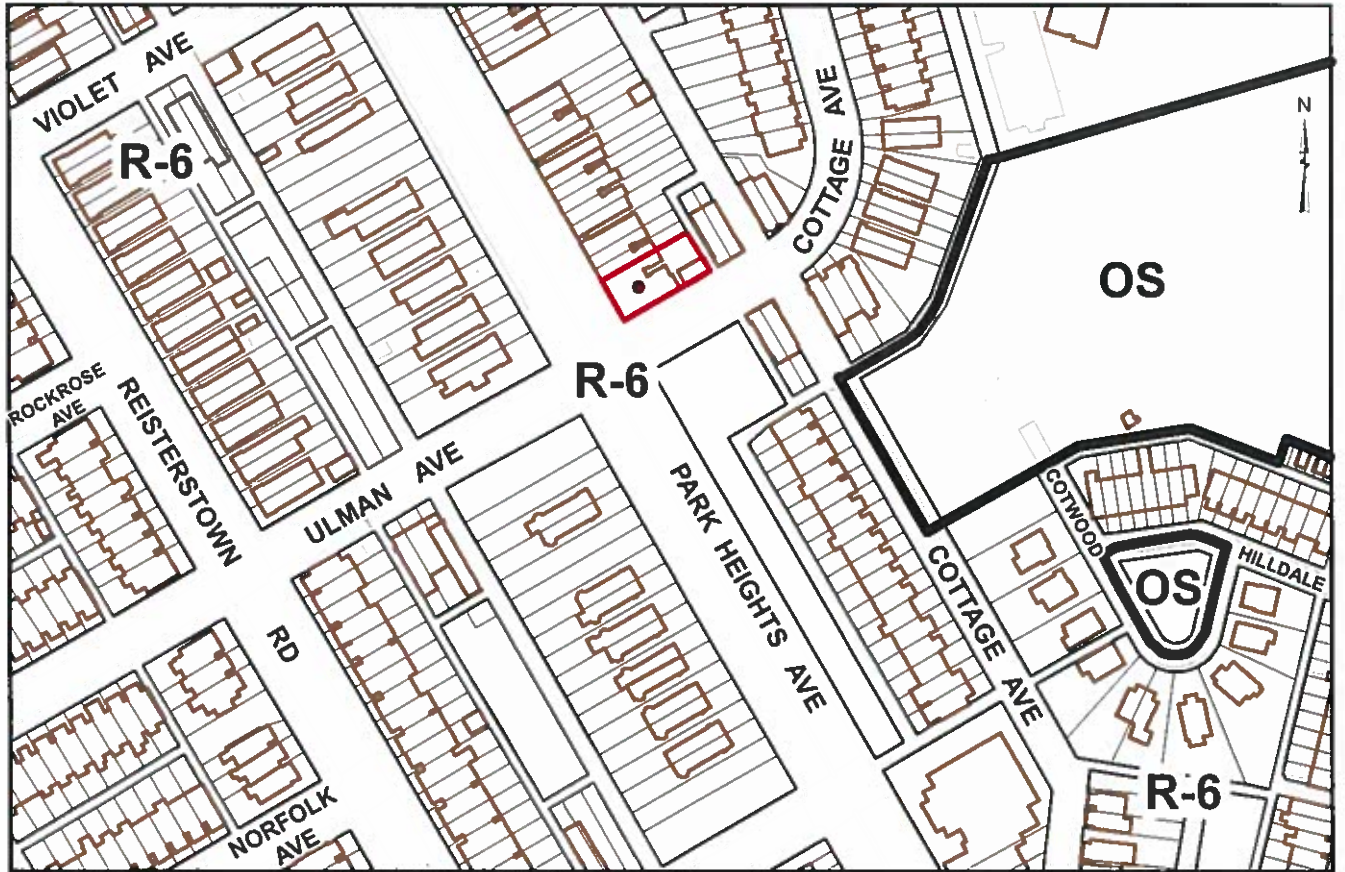 VIOLET AVE
R-6
COTTAGE AVE
N
OS
ROCKROSE
AVE
REISTERSTOWN
RD
R-6
ULMAN AVE
PARK HEIGHTS AVE
COTTAGE AVE
COTWOOD
HILLDALE
OS
NORFOLK
AVE
R-6